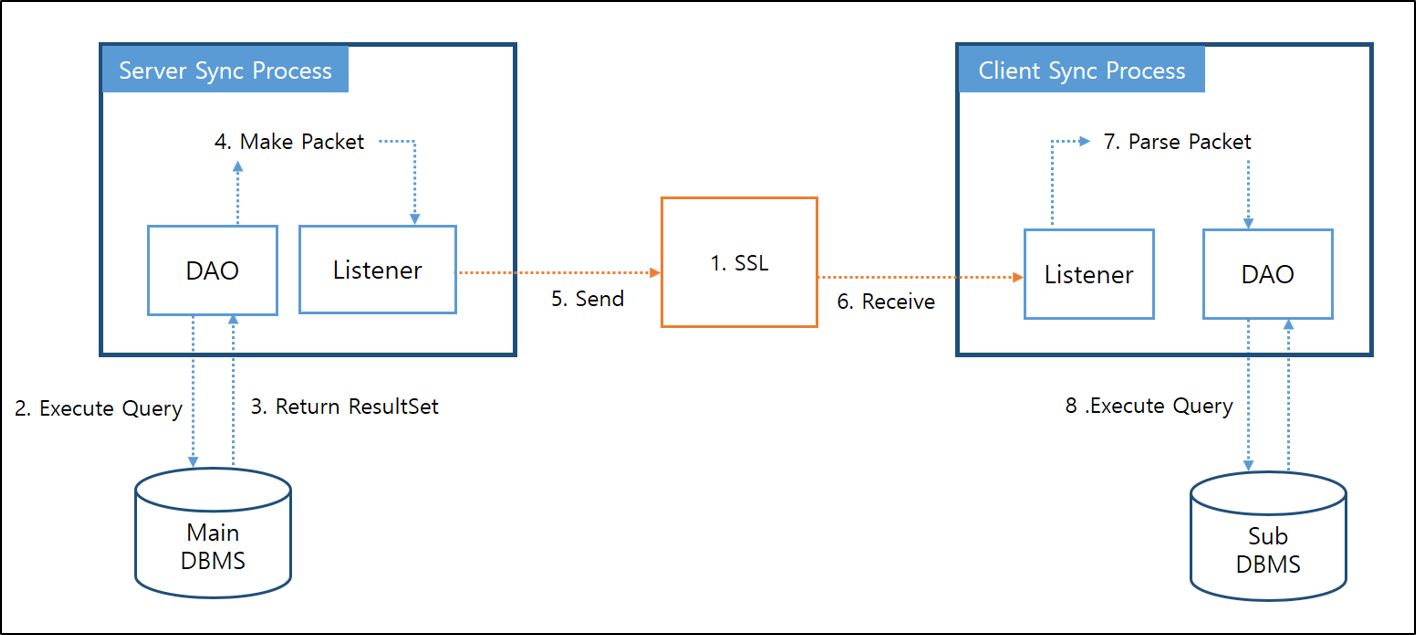 Server Sync Process
Client Sync Process
4. Make Packet
7. Parse Packet
DAO
Listener
1. SSL
Listener
DAO
5. Send
6. Receive
2. Execute Query
3. Return ResultSet
8 .Execute Query
Main
DBMS
Sub
DBMS